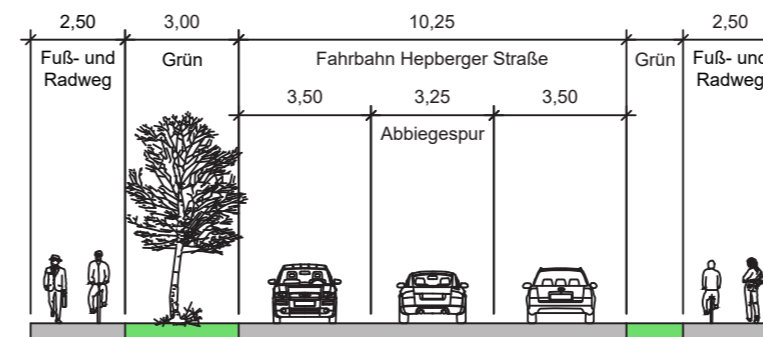 2,50 3,00 10,25 2,50
Fuß- und Radweg
Grün
Fahrbahn Hepberger Straße
Grün
Fuß- und
Radweg
3,50 3,25 3,50
Abbiegespur